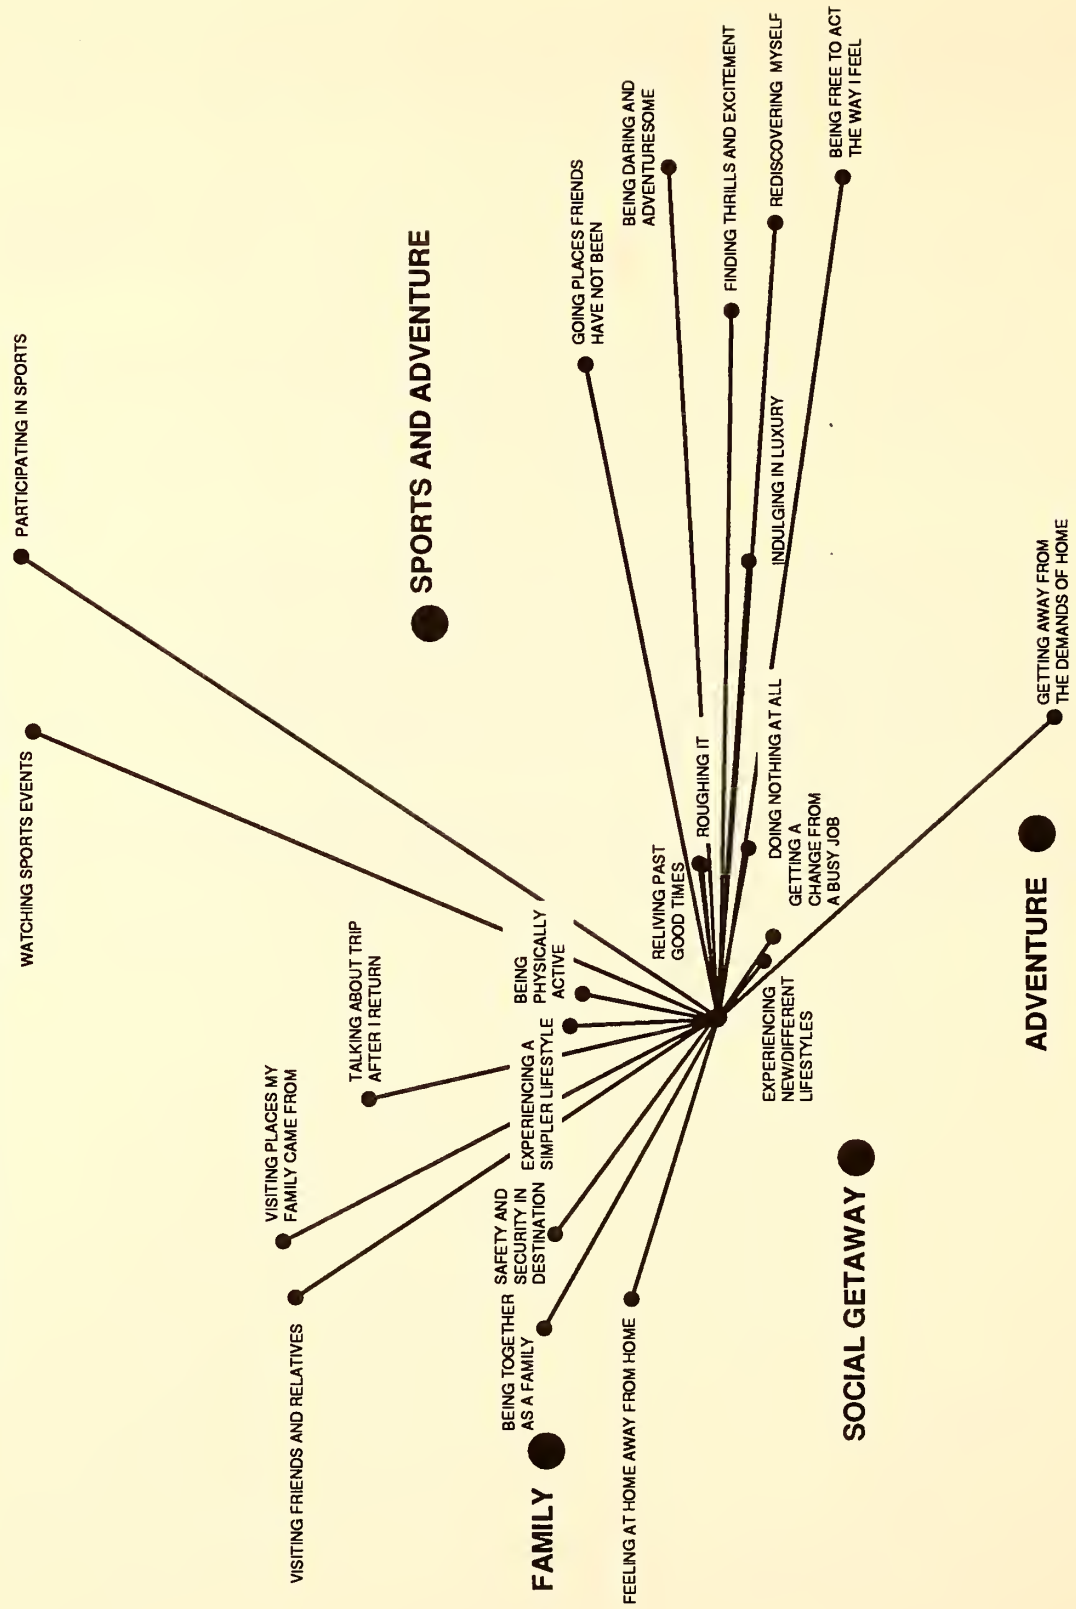 WATCHING SPORTS EVENTS
PARTICIPATING IN SPORTS
VISITING PLACES MY
FAMILY CAME FROM
VISITING FRIENDS AND RELATIVES
TALKING ABOUT TRIP
AFTER I RETURN
SPORTS AND ADVENTURE
BEING TOGETHER
AS A FAMILY
SAFETY AND
SECURITY IN
DESTINATION
EXPERIENCING A
SIMPLER LIFESTYLE
BEING
PHYSICALLY
ACTIVE
FAMILY
GOING PLACES FRIENDS
HAVE NOT BEEN
FEELING AT HOME AWAY FROM HOME
BEING DARING AND
ADVENTURESOME
RELIVING PAST
GOOD TIMES
ROUGHING IT
FINDING THRILLS AND EXCITEMENT
REDISCOVERING MYSELF
INDULGING IN LUXURY
DOING NOTHING AT ALL
EXPERIENCING
NEW/DIFFERENT
LIFESTYLES
GETTING A
CHANGE FROM
A BUSY JOB
BEING FREE TO ACT
THE WAY I FEEL
SOCIAL GETAWAY
ADVENTURE
GETTING AWAY FROM
THE DEMANDS OF HOME